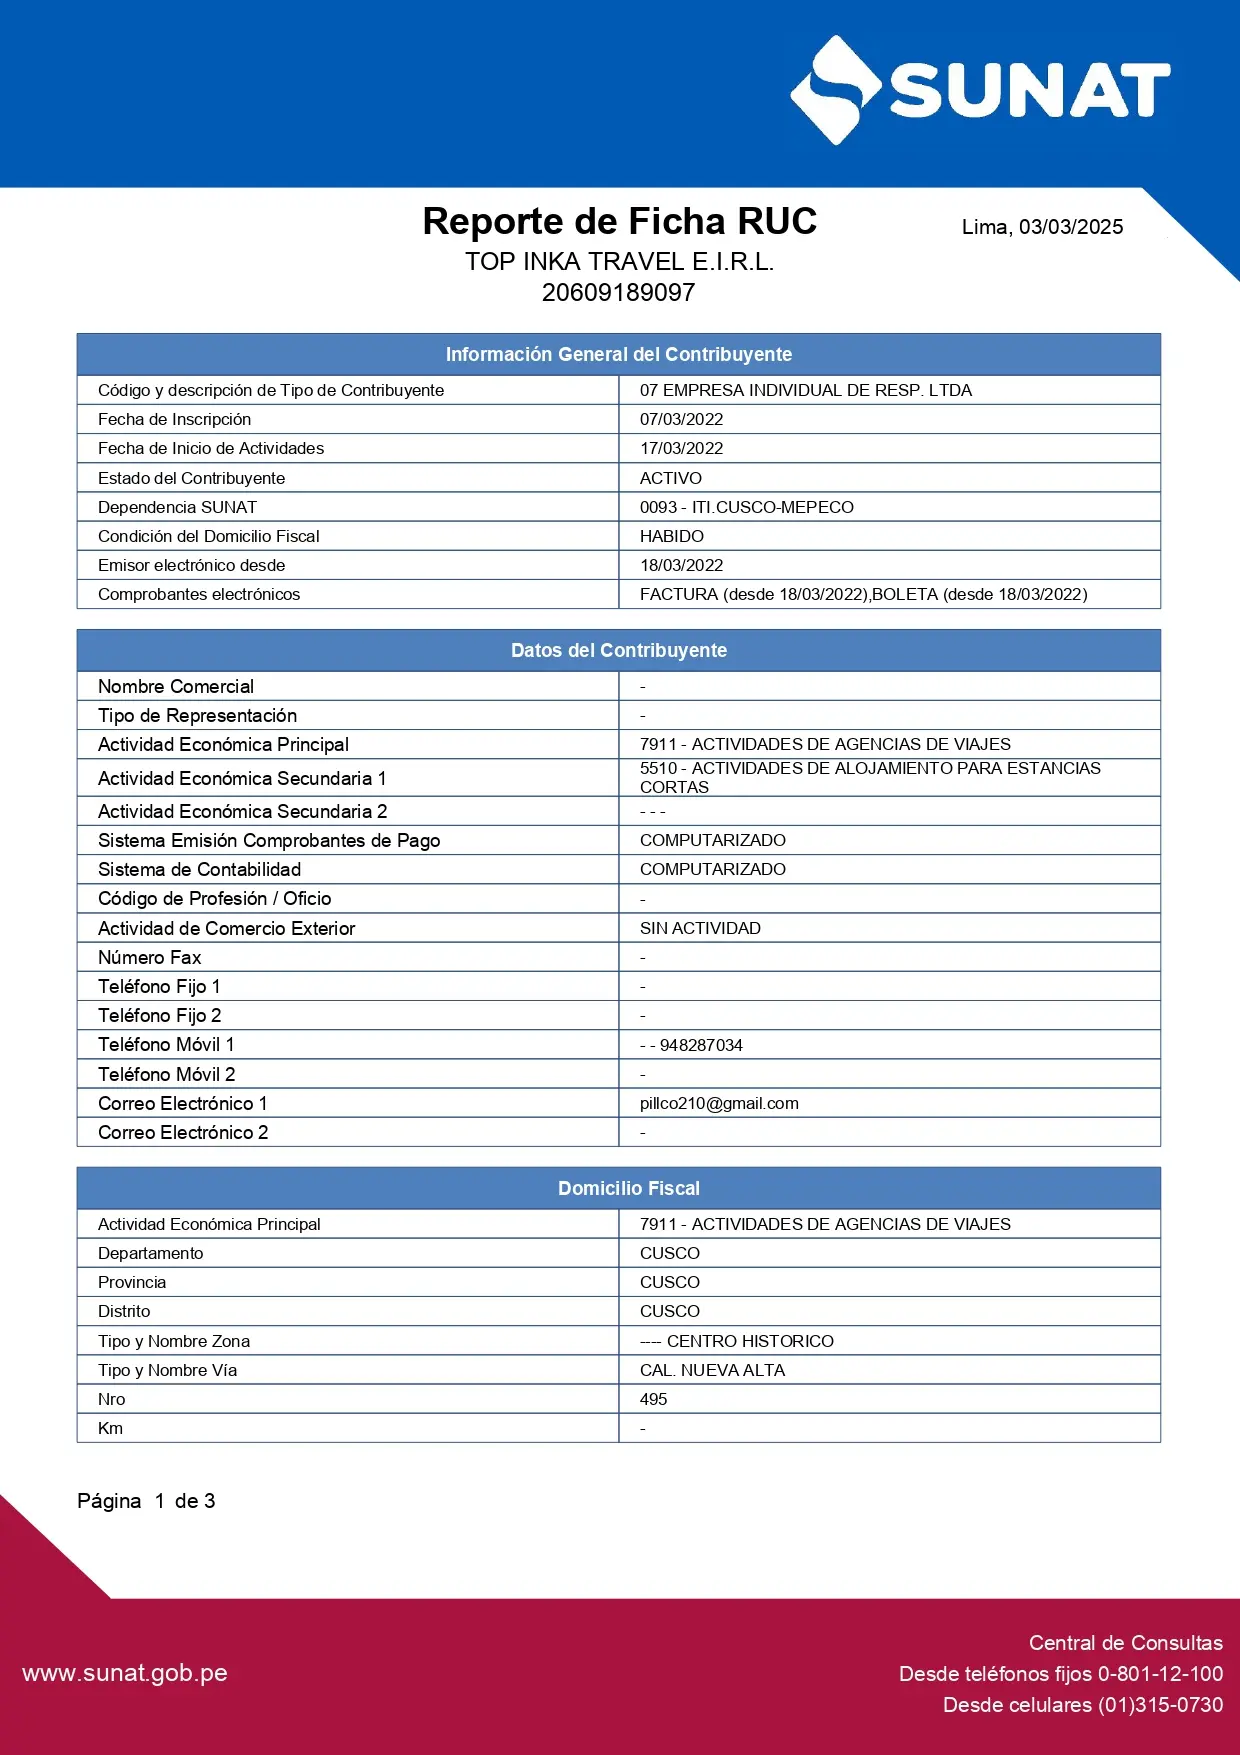 SUNAT
Reporte de Ficha RUC
Lima, 03/03/2025
TOP INKA TRAVEL E.I.R.L.
20609189097
Información General del Contribuyente
Código y descripción de Tipo de Contribuyente 07 EMPRESA INDIVIDUAL DE RESP. LTDA
Fecha de Inscripción 07/03/2022
Fecha de Inicio de Actividades 17/03/2022
Estado del Contribuyente ACTIVO
Dependencia SUNAT 0093 - ITI.CUSCO-MEPECO
Condición del Domicilio Fiscal HABIDO
Emisor electrónico desde 18/03/2022
Comprobantes electrónicos FACTURA (desde 18/03/2022),BOLETA (desde 18/03/2022)
Datos del Contribuyente
Nombre Comercial -
Tipo de Representación -
Actividad Económica Principal 7911 - ACTIVIDADES DE AGENCIAS DE VIAJES
Actividad Económica Secundaria 1 5510 - ACTIVIDADES DE ALOJAMIENTO PARA ESTANCIAS
CORTAS
Actividad Económica Secundaria 2 - - -
Sistema Emisión Comprobantes de Pago COMPUTARIZADO
Sistema de Contabilidad COMPUTARIZADO
Código de Profesión / Oficio -
Actividad de Comercio Exterior SIN ACTIVIDAD
Número Fax -
Teléfono Fijo 1 -
Teléfono Fijo 2 -
Teléfono Móvil 1 - - 948287034
Teléfono Móvil 2 -
Correo Electrónico 1 pillco210@gmail.com
Correo Electrónico 2 -
Domicilio Fiscal
Actividad Económica Principal 7911 - ACTIVIDADES DE AGENCIAS DE VIAJES
Departamento CUSCO
Provincia CUSCO
Distrito CUSCO
Tipo y Nombre Zona ---- CENTRO HISTORICO
Tipo y Nombre Vía CAL. NUEVA ALTA
Nro 495
Km -
Página 1 de 3
www.sunat.gob.pe
Central de Consultas
Desde teléfonos fijos 0-801-12-100
Desde celulares (01)315-0730